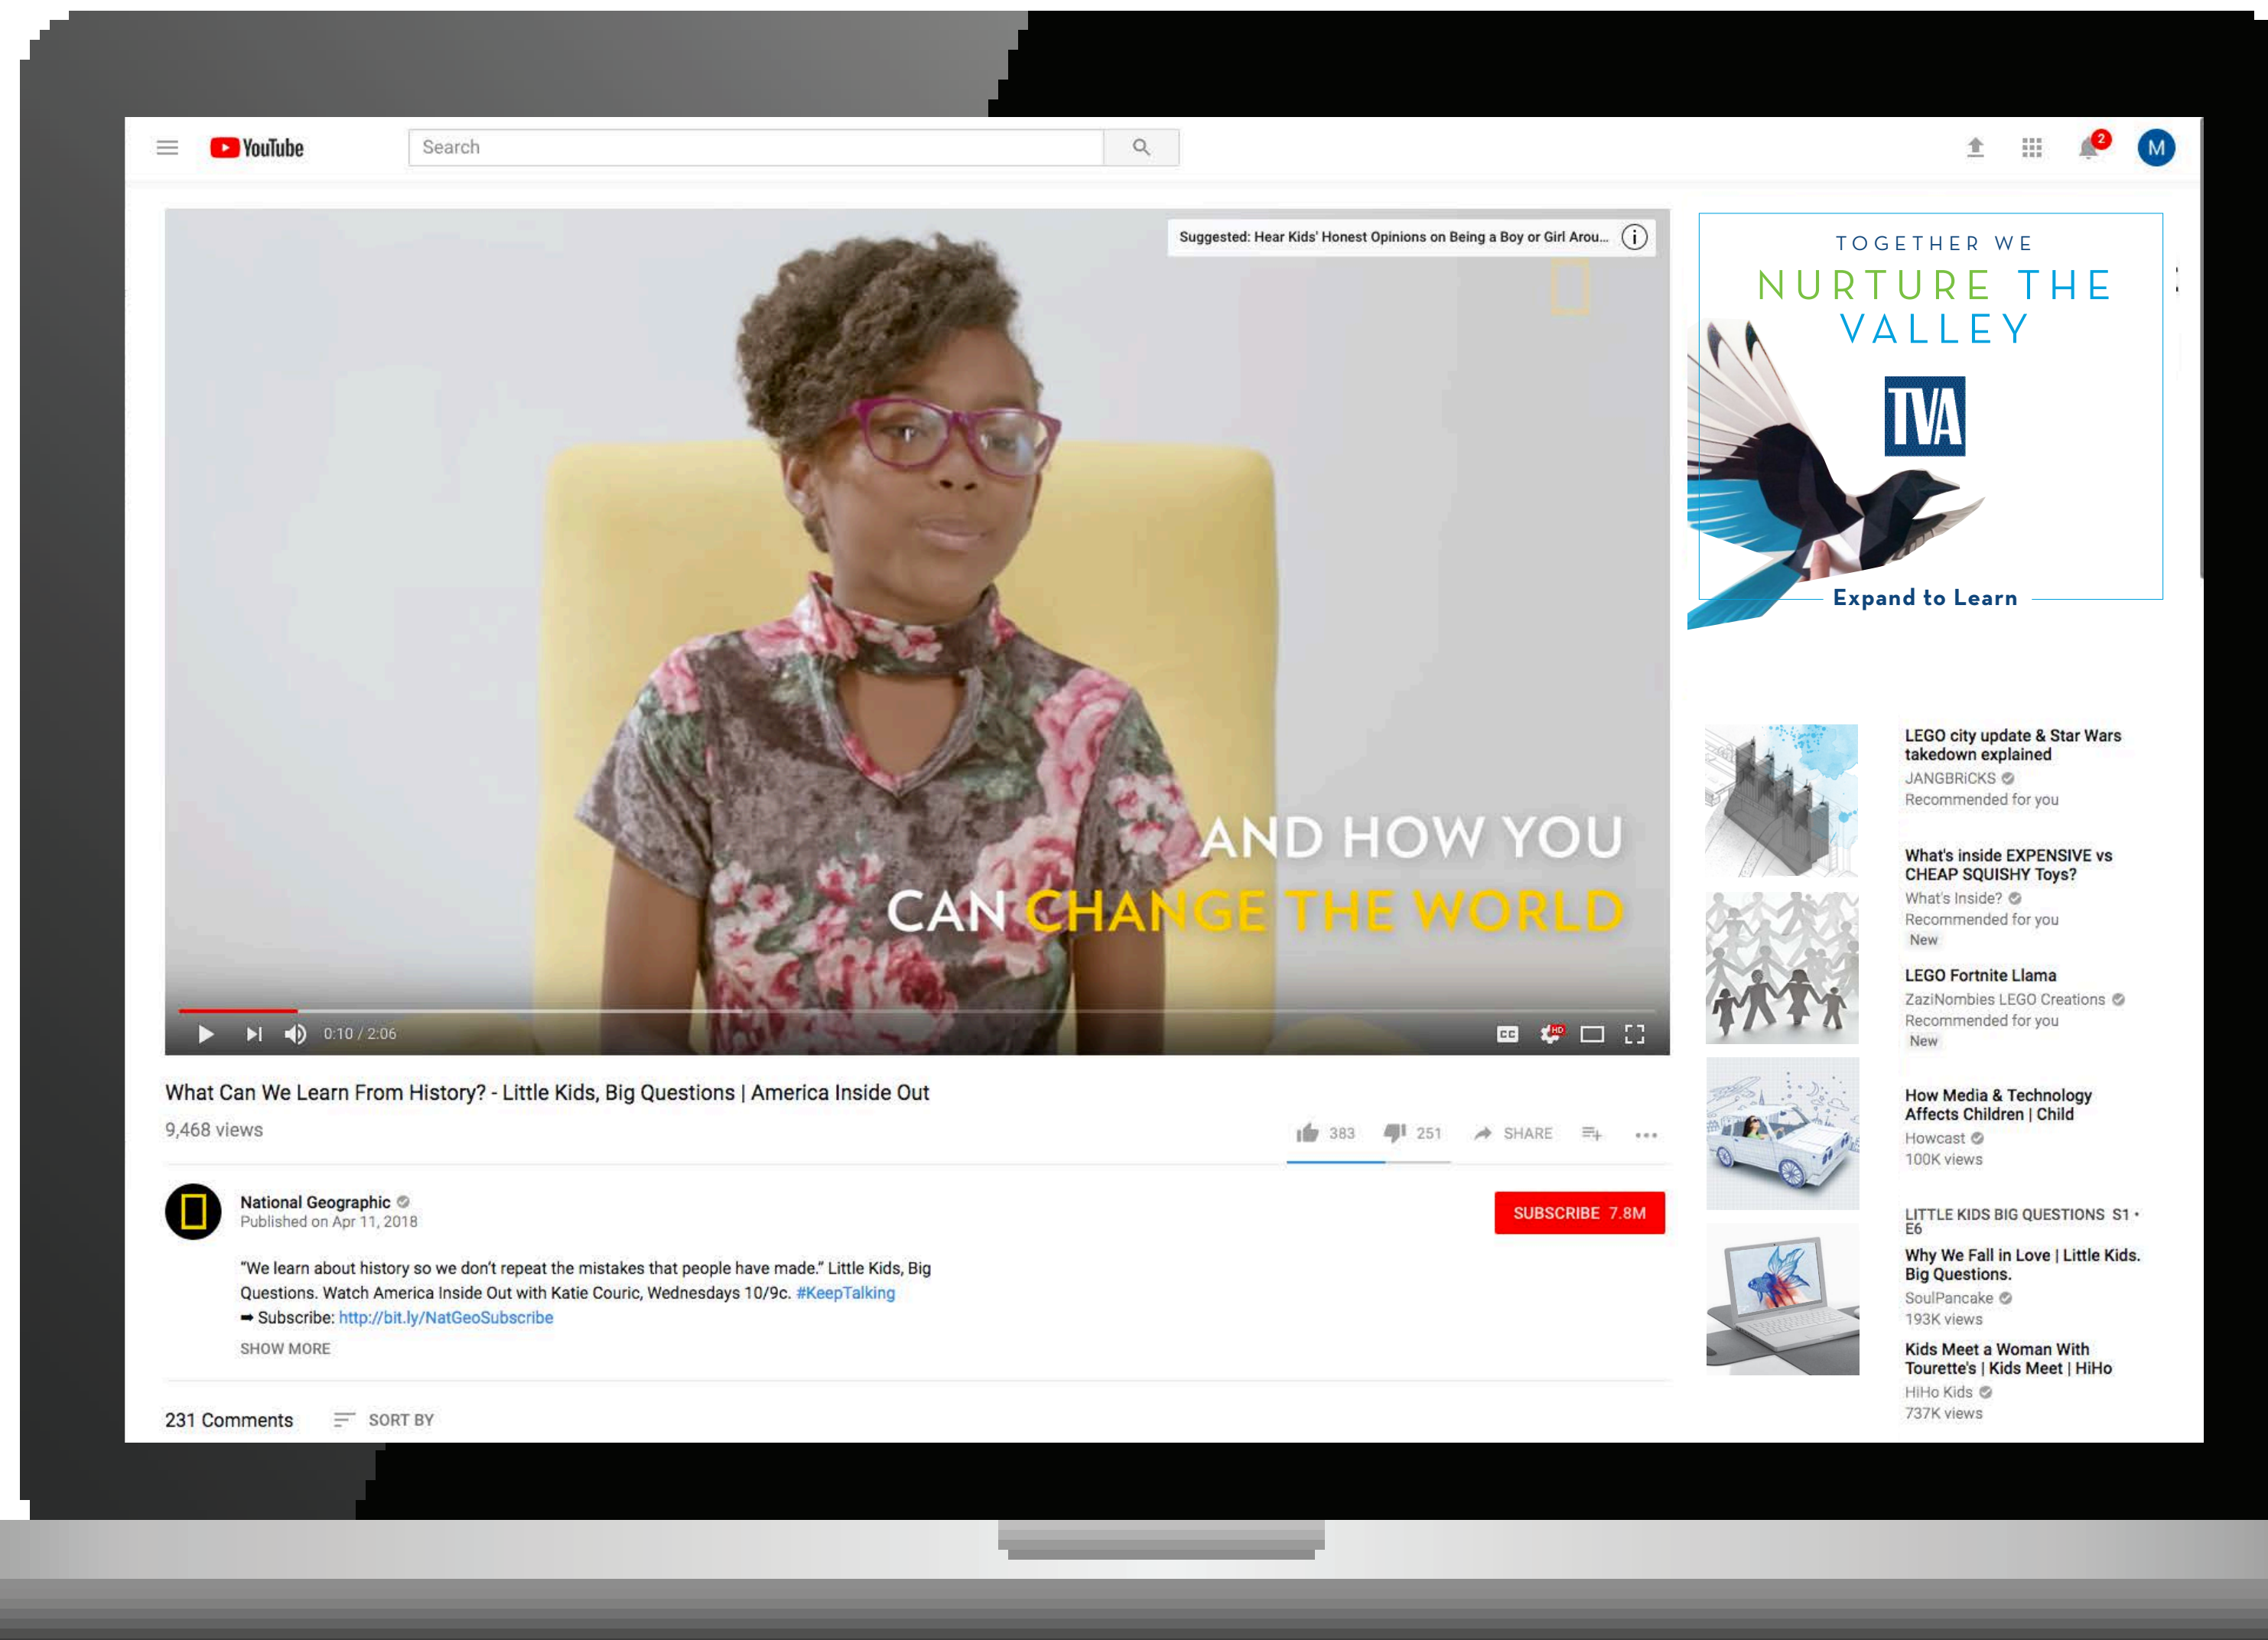 YouTube
Search
2
M
Suggested: Hear Kids' Honest Opinions on Being a Boy or Girl Arou...
AND HOW YOU
CAN CHANGE THE WORLD
0:10 / 2:06
CC
HD
What Can We Learn From History? - Little Kids, Big Questions | America Inside Out
9,468 views
383
251
SHARE
National Geographic
Published on Apr 11, 2018
SUBSCRIBE 7.8M
“We learn about history so we don’t repeat the mistakes that people have made.” Little Kids, Big
Questions. Watch America Inside Out with Katie Couric, Wednesdays 10/9c. #KeepTalking
➡ Subscribe: http://bit.ly/NatGeoSubscribe
SHOW MORE
231 Comments
SORT BY
TOGETHER WE
NURTURE THE
VALLEY
TVA
Expand to Learn
LEGO city update & Star Wars
takedown explained
JANGBRiCKS
Recommended for you
What's inside EXPENSIVE vs
CHEAP SQUISHY Toys?
What's Inside?
Recommended for you
New
LEGO Fortnite Llama
ZaziNombies LEGO Creations
Recommended for you
New
How Media & Technology
Affects Children | Child
Howcast
100K views
LITTLE KIDS BIG QUESTIONS S1 •
E6
Why We Fall in Love | Little Kids.
Big Questions.
SoulPancake
193K views
Kids Meet a Woman With
Tourette's | Kids Meet | HiHo
HiHo Kids
737K views